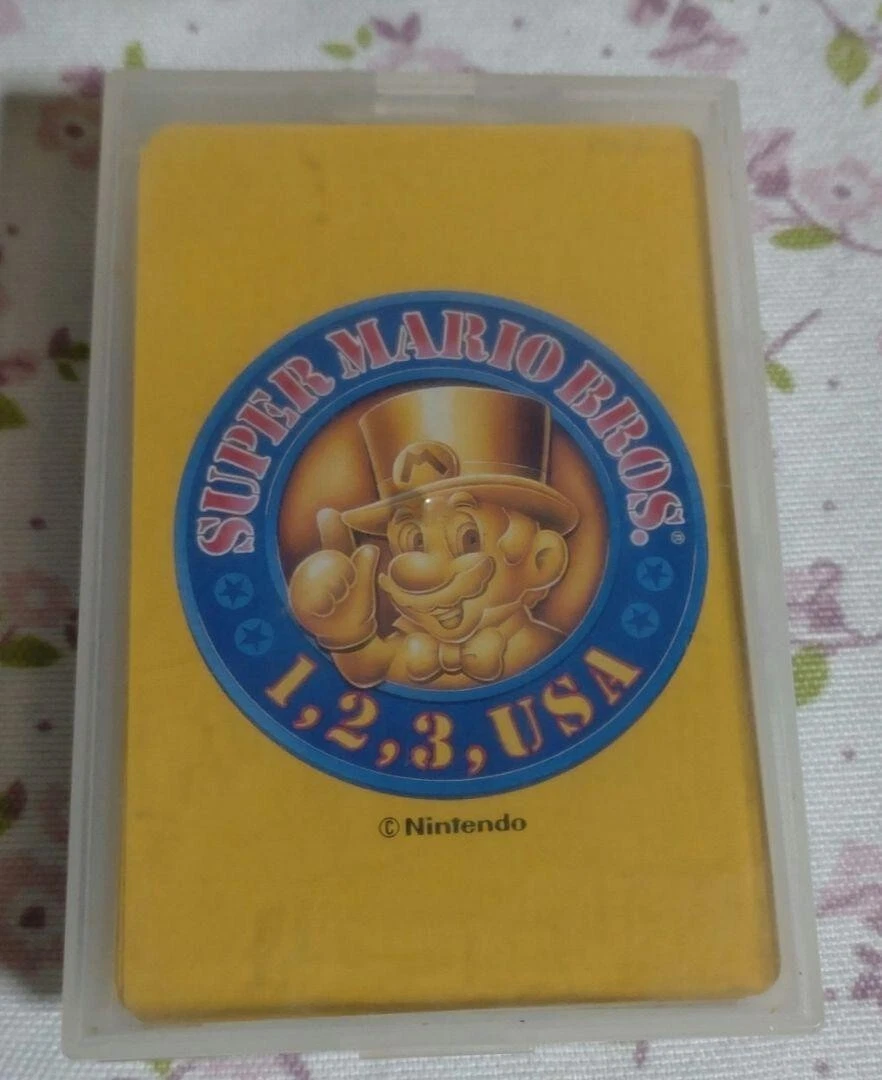 SUPER MARIO BROS.®
M
1,2,3,USA
©Nintendo